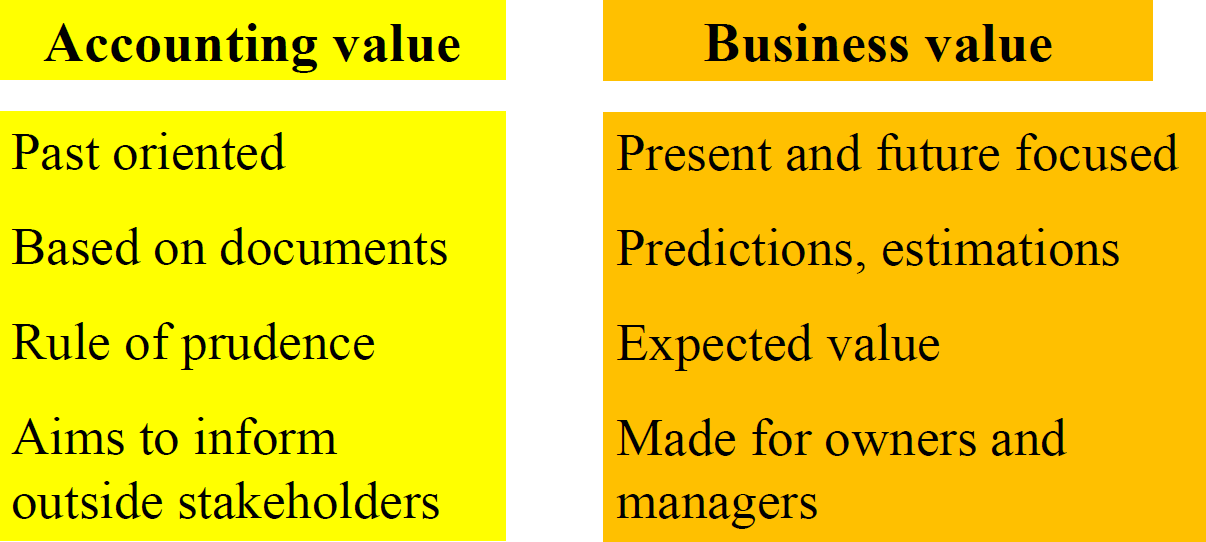 Accounting value
Business value
Past oriented
Based on documents
Rule of prudence
Aims to inform
outside stakeholders
Present and future focused
Predictions, estimations
Expected value
Made for owners and
managers